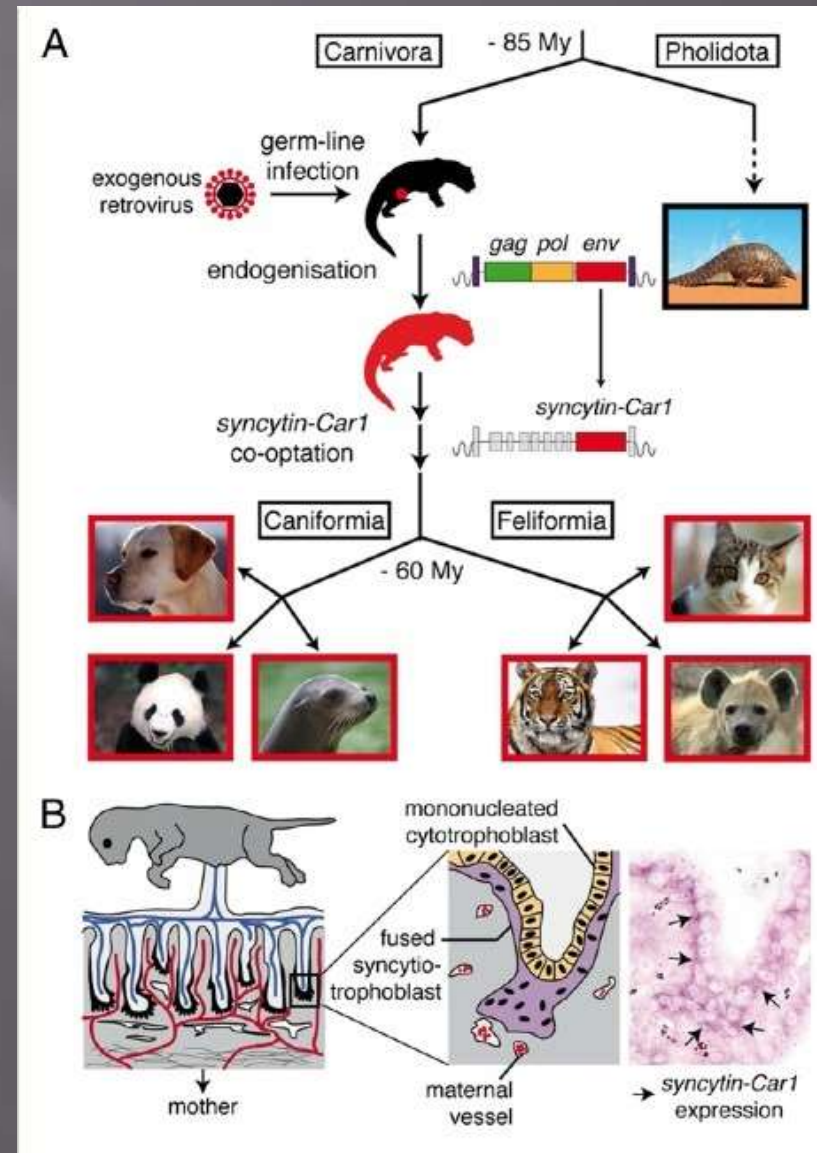 A
Carnivora
- 85 My
Pholidota
exogenous
retrovirus
germ-line
infection
endogenisation
gag pol env
syncytin-Car1
co-optation
syncytin-Car1
Caniformia
Feliformia
- 60 My
B
mononucleated
cytotrophoblast
fused
syncytio-
trophoblast
mother
maternal
vessel
syncytin-Car1
expression